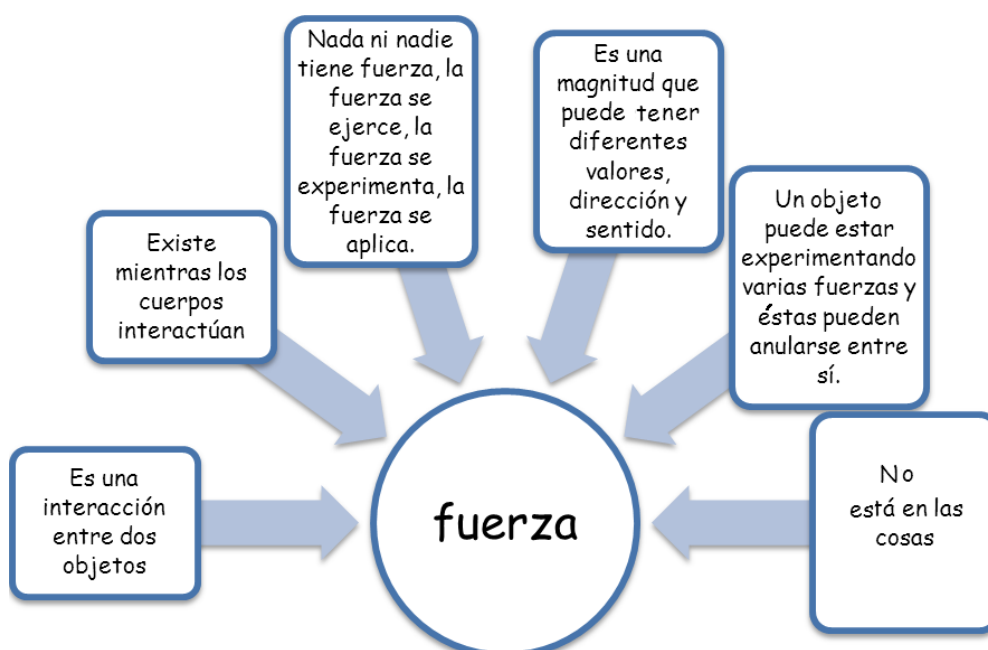 Nada ni nadie
tiene fuerza, la
fuerza se
ejerce, la
fuerza se
experimenta, la
fuerza se
aplica.
Es una
magnitud que
puede tener
diferentes
valores,
dirección y
sentido.
Existe
mientras los
cuerpos
interactúan
Un objeto
puede estar
experimentando
varias fuerzas y
éstas pueden
anularse entre
sí.
Es una
interacción
entre dos
objetos
fuerza
No
está en las
cosas